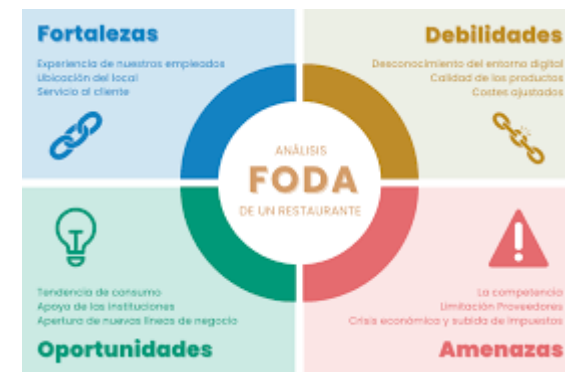 Fortalezas
Experiencia de nuestros empleados
Ubicación del local
Servicio al cliente
Debilidades
Desconocimiento del entorno digital
Calidad de los productos
Costes ajustados
ANÁLISIS
FODA
DE UN RESTAURANTE
Tendencia de consumo
Apoyo de las instituciones
Apertura de nuevas líneas de negocio
Oportunidades
La competencia
Limitación Proveedores
Crisis económica y subida de impuestos
Amenazas